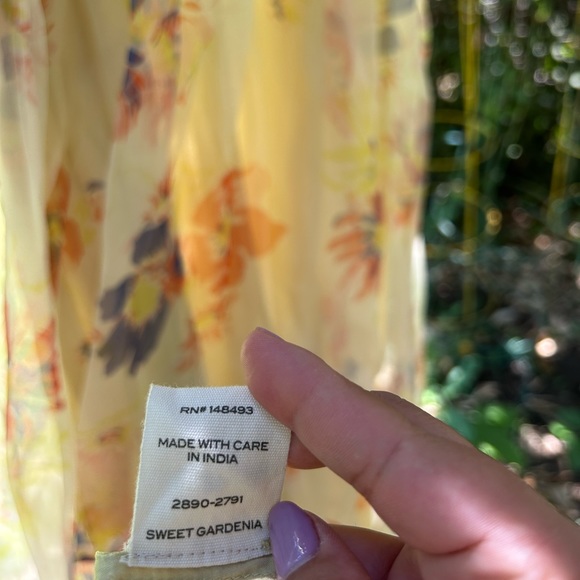 RN# 148493
MADE WITH CARE
IN INDIA
2890-2791
SWEET GARDENIA